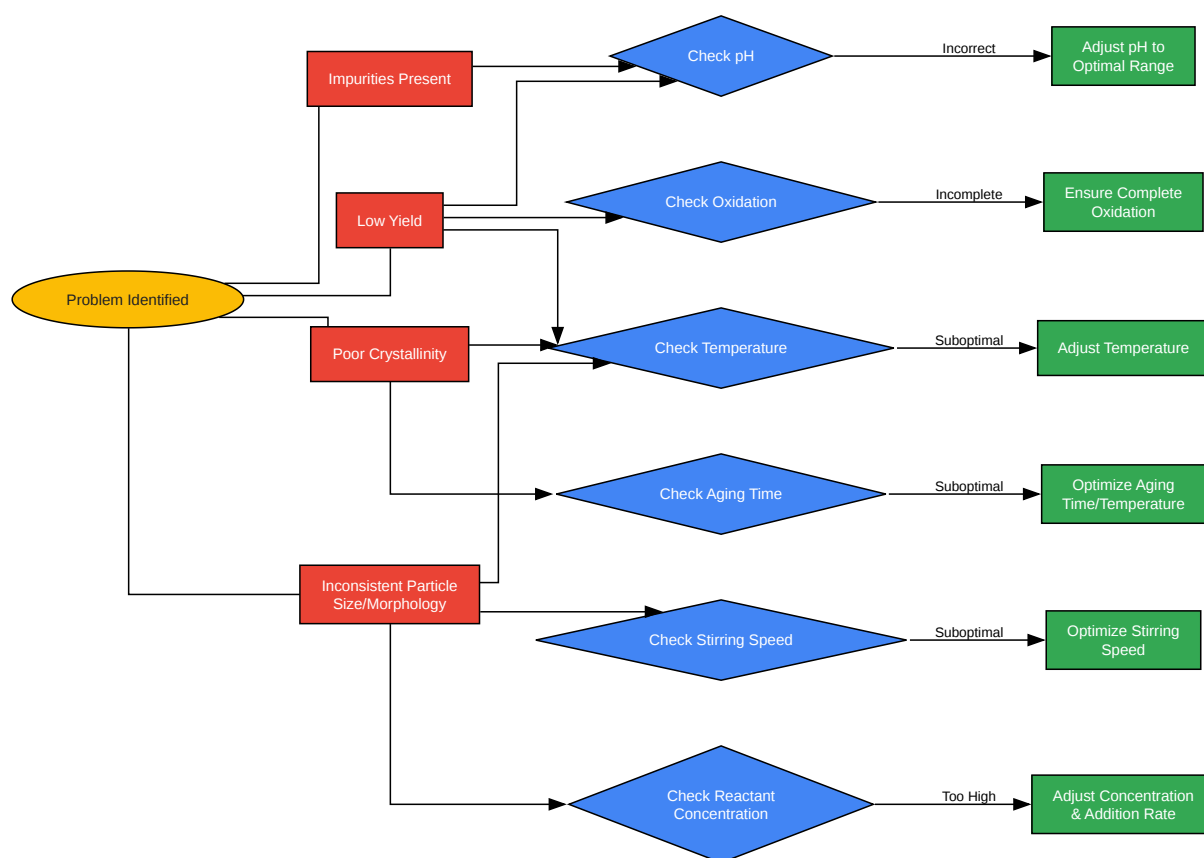 Check pH
Incorrect
Adjust pH to
Optimal Range
Impurities Present
Check Oxidation
Incomplete
Ensure Complete
Oxidation
Low Yield
Problem Identified
Poor Crystallinity
Check Temperature
Suboptimal
Adjust Temperature
Check Aging Time
Suboptimal
Optimize Aging
Time/Temperature
Inconsistent Particle
Size/Morphology
Check Stirring Speed
Suboptimal
Optimize Stirring
Speed
Check Reactant
Concentration
Too High
Adjust Concentration
& Addition Rate